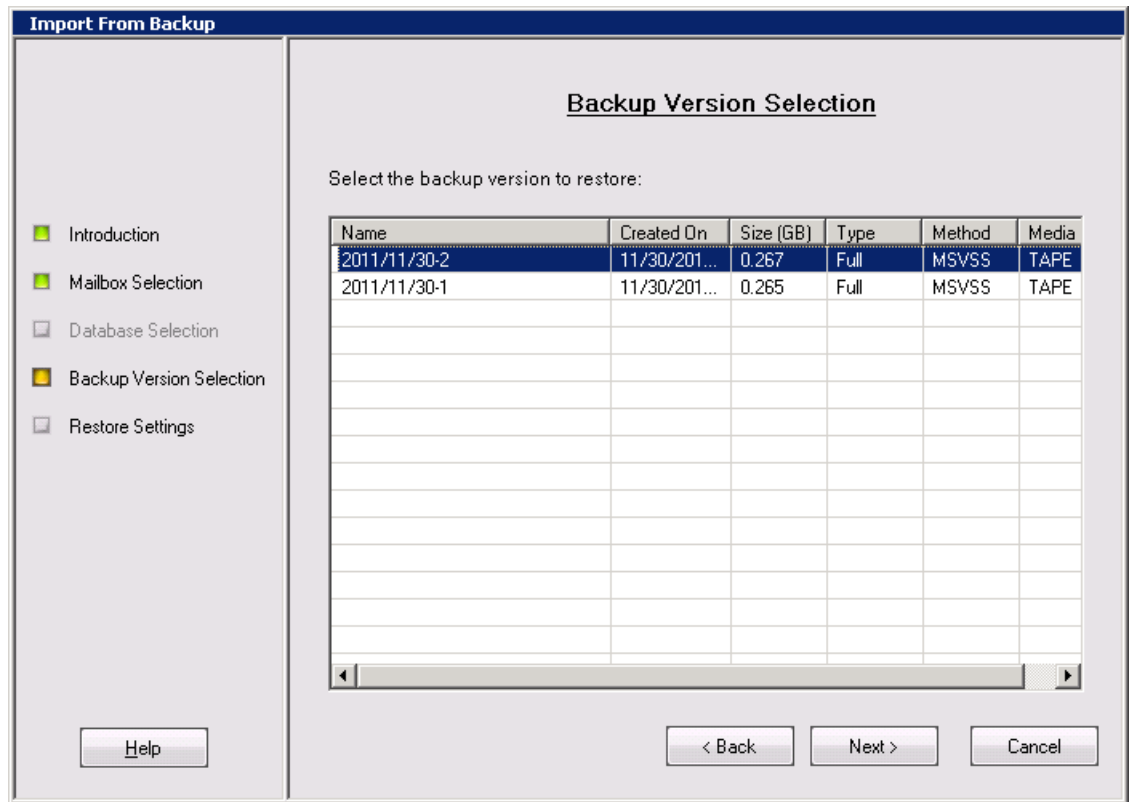 Import From Backup
Backup Version Selection
Select the backup version to restore:
Introduction
Mailbox Selection
Database Selection
Backup Version Selection
Restore Settings
Name Created On Size (GB) Type Method Media
2011/11/30-2 11/30/201... 0.267 Full MSVSS TAPE
2011/11/30-1 11/30/201... 0.265 Full MSVSS TAPE
Help
< Back Next > Cancel